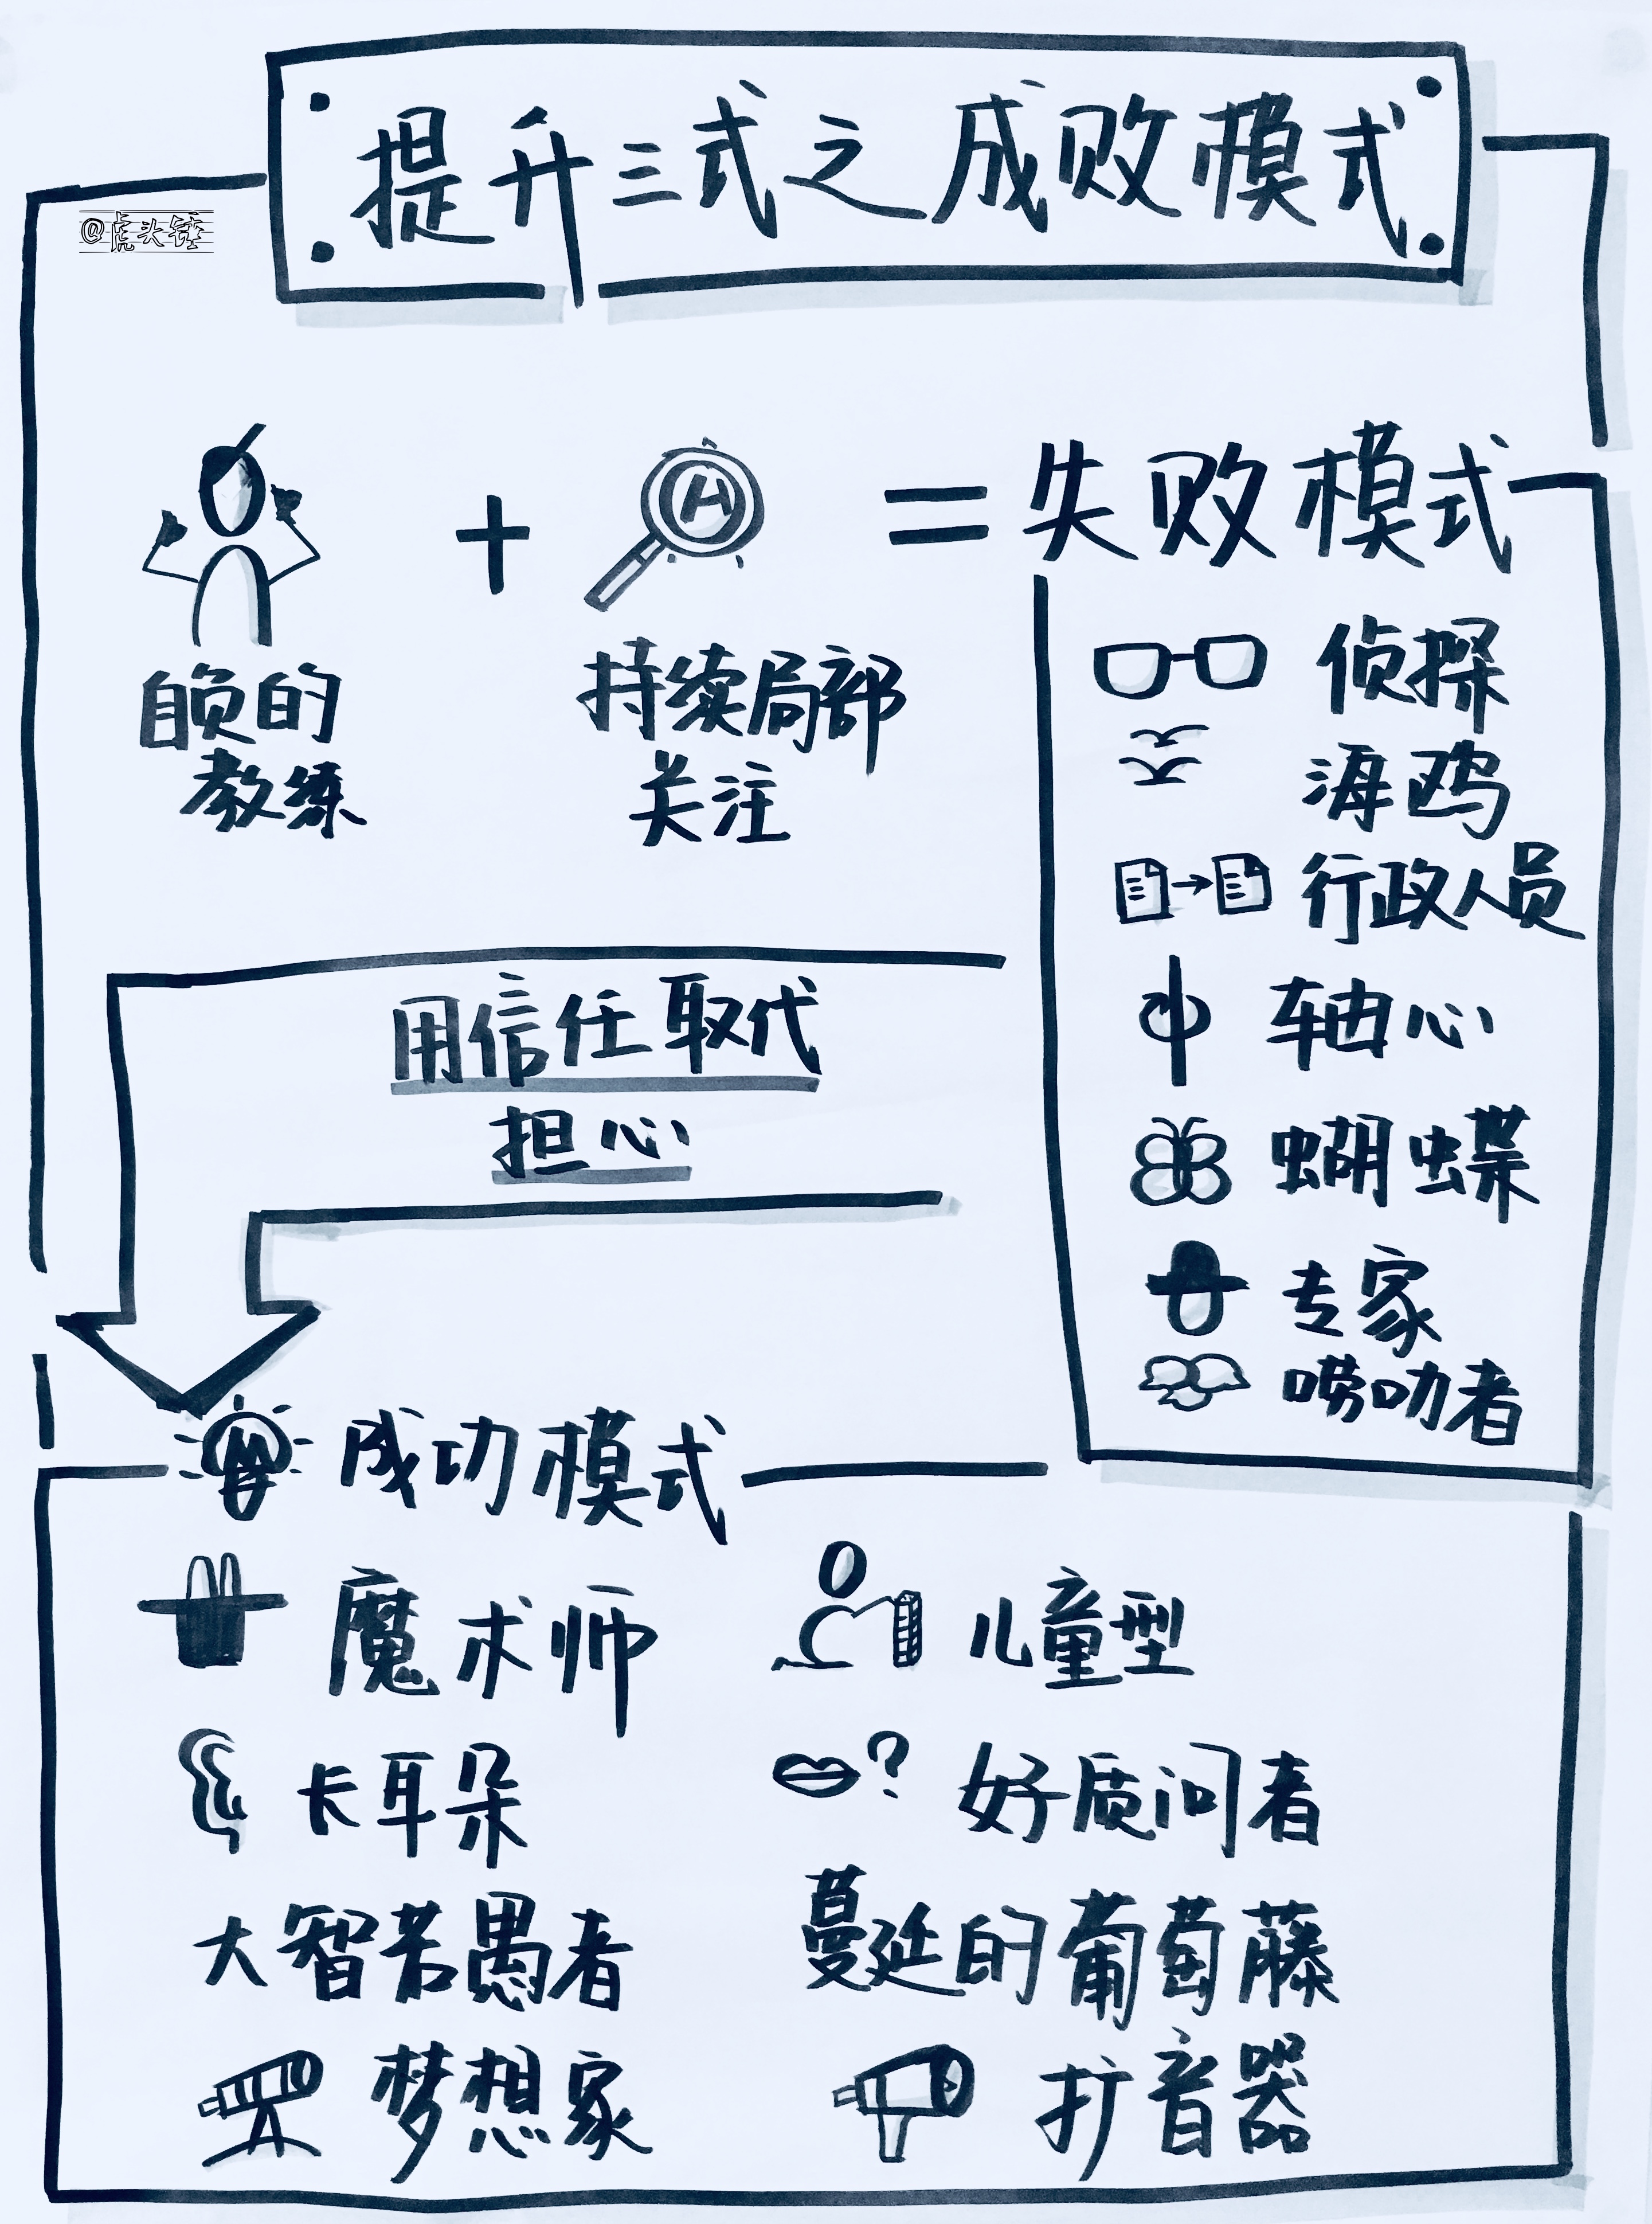 提升三式之成败模式
@虎头锤
自负的
教练
+
A
持续局部
关注
=
失败模式
侦探
海鸥
行政人员
轴心
蝴蝶
专家
唠叨者
用信任取代
担心
成功模式
魔术师
儿童型
卡耳朵
?
好质问者
大智若愚者
蔓延的葡萄藤
梦想家
扩音器